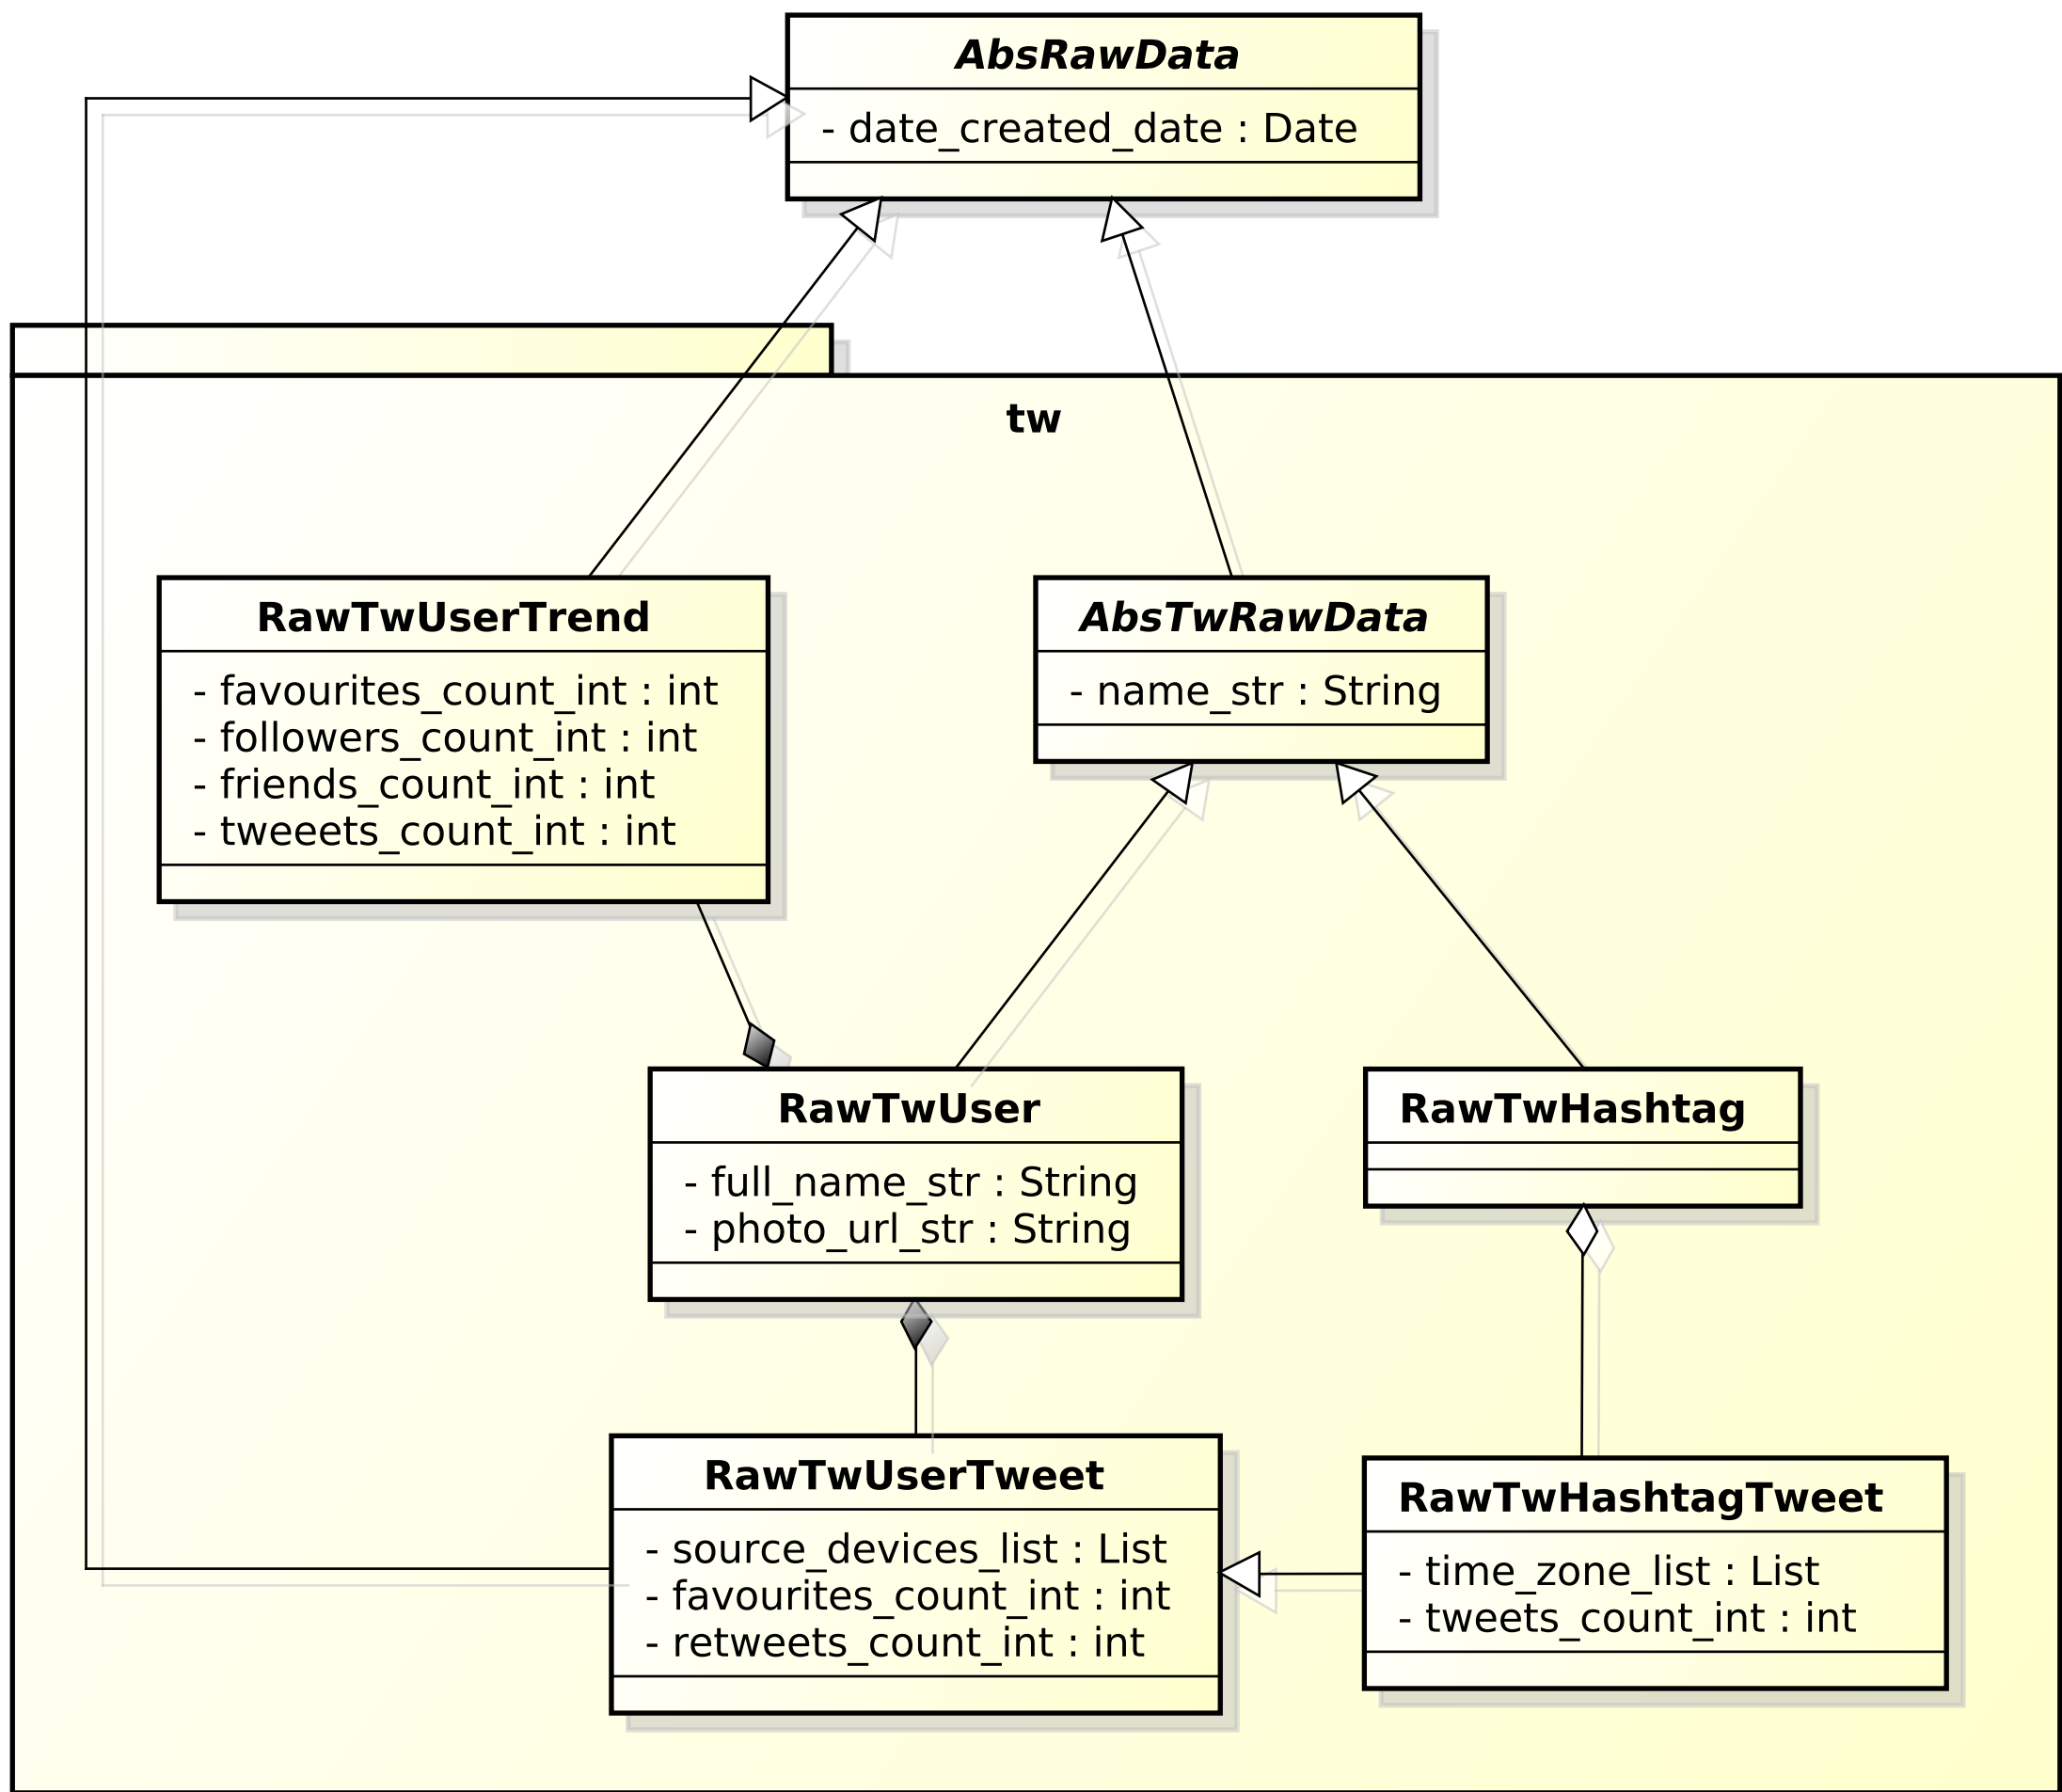 AbsRawData
- date_created_date : Date
tw
RawTwUserTrend
- favourites_count_int : int
- followers_count_int : int
- friends_count_int : int
- tweeets_count_int : int
AbsTwRawData
- name_str : String
RawTwUser
- full_name_str : String
- photo_url_str : String
RawTwHashtag
RawTwUserTweet
- source_devices_list : List
- favourites_count_int : int
- retweets_count_int : int
RawTwHashtagTweet
- time_zone_list : List
- tweets_count_int : int